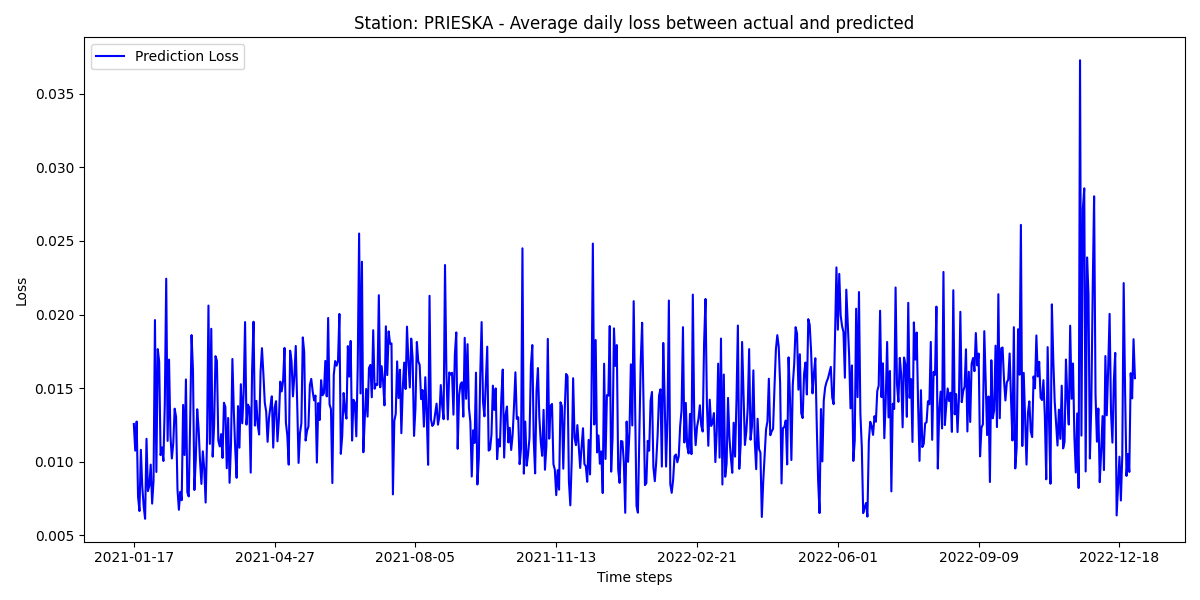 Station: PRIESKA - Average daily loss between actual and predicted
Prediction Loss
Loss
0.035
0.030
0.025
0.020
0.015
0.010
0.005
2021-01-17 2021-04-27 2021-08-05 2021-11-13 2022-02-21 2022-06-01 2022-09-09 2022-12-18
Time steps